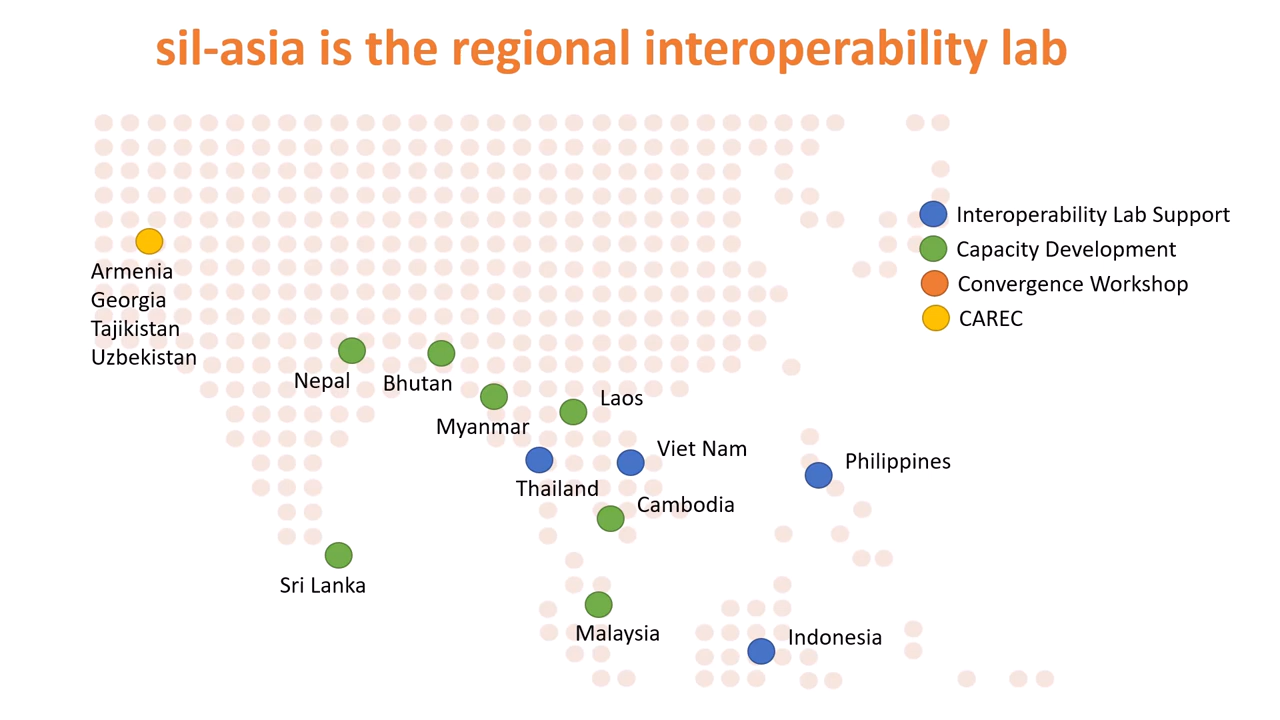 sil-asia is the regional interoperability lab
Interoperability Lab Support
Capacity Development
Convergence Workshop
CAREC
Armenia
Georgia
Tajikistan
Uzbekistan
Nepal
Bhutan
Myanmar
Laos
Viet Nam
Thailand
Philippines
Cambodia
Sri Lanka
Malaysia
Indonesia